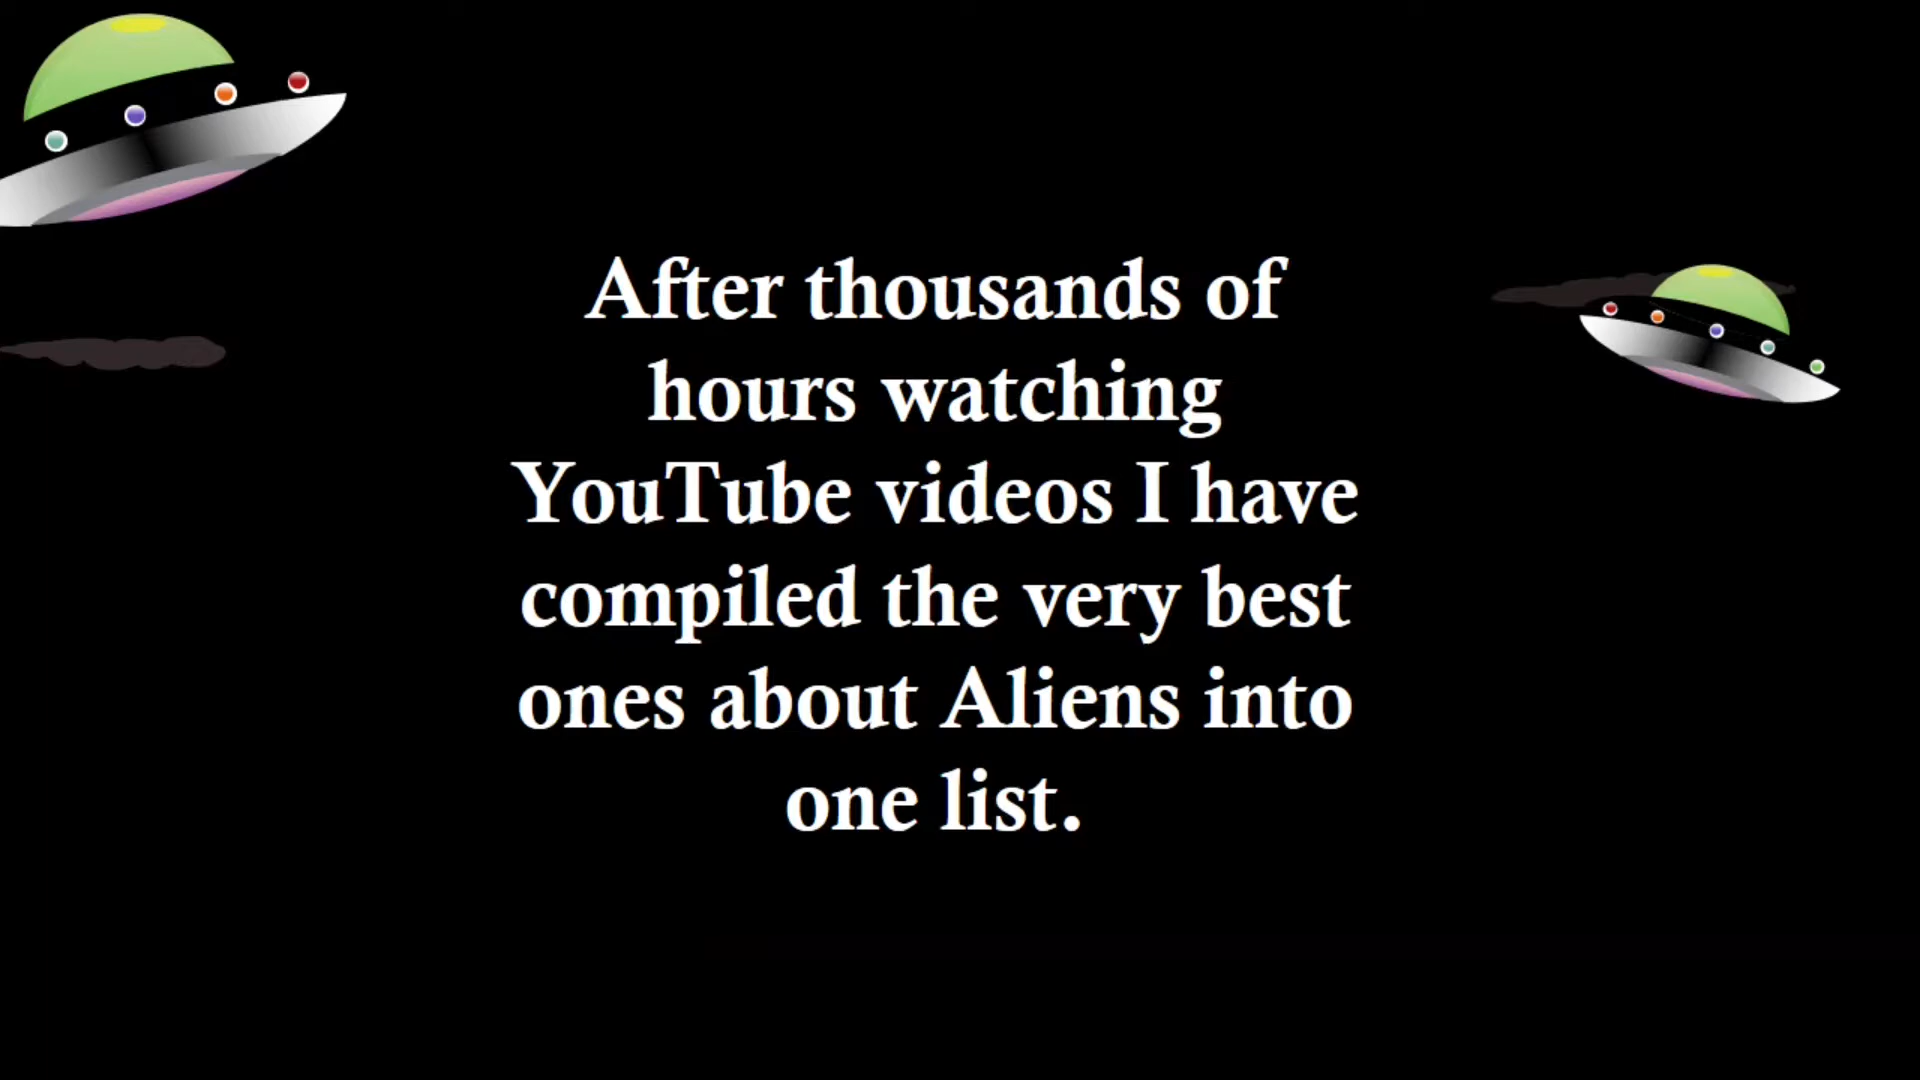 After thousands of
hours watching
YouTube videos I have
compiled the very best
ones about Aliens into
one list.